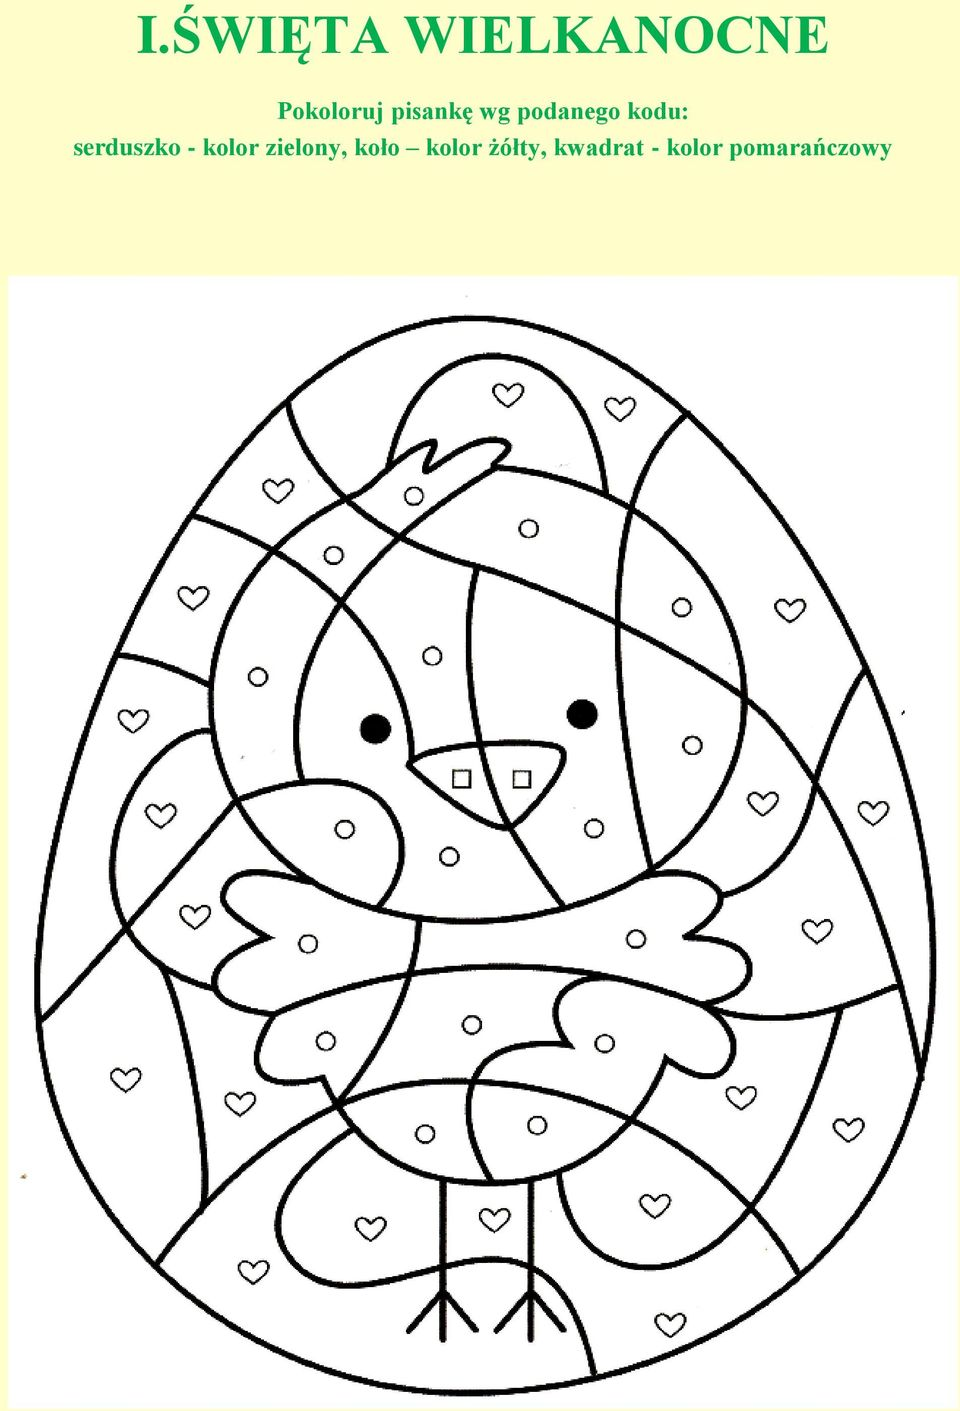 I.ŚWIĘTA WIELKANOCNE
Pokoloruj pisankę wg podanego kodu:
serduszko - kolor zielony, koło – kolor żółty, kwadrat - kolor pomarańczowy